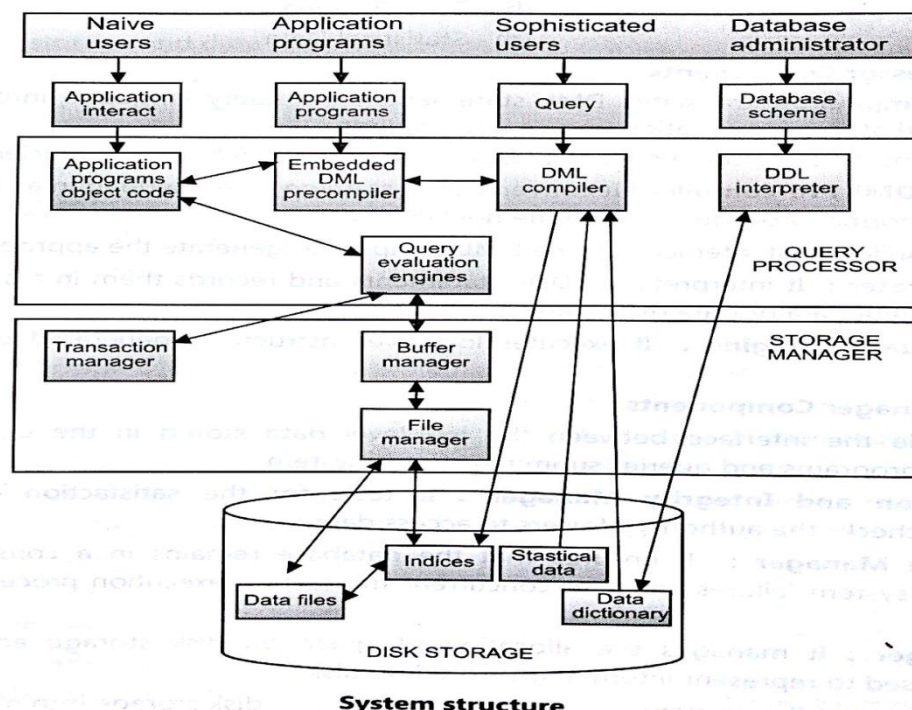 Naive users
Application programs
Sophisticated users
Database administrator
Application interact
Application programs
Query
Database scheme
Application programs object code
Embedded DML precompiler
DML compiler
DDL interpreter
Query evaluation engines
QUERY PROCESSOR
Transaction manager
Buffer manager
STORAGE MANAGER
File manager
Indices
Stastical data
Data files
Data dictionary
DISK STORAGE
System structure